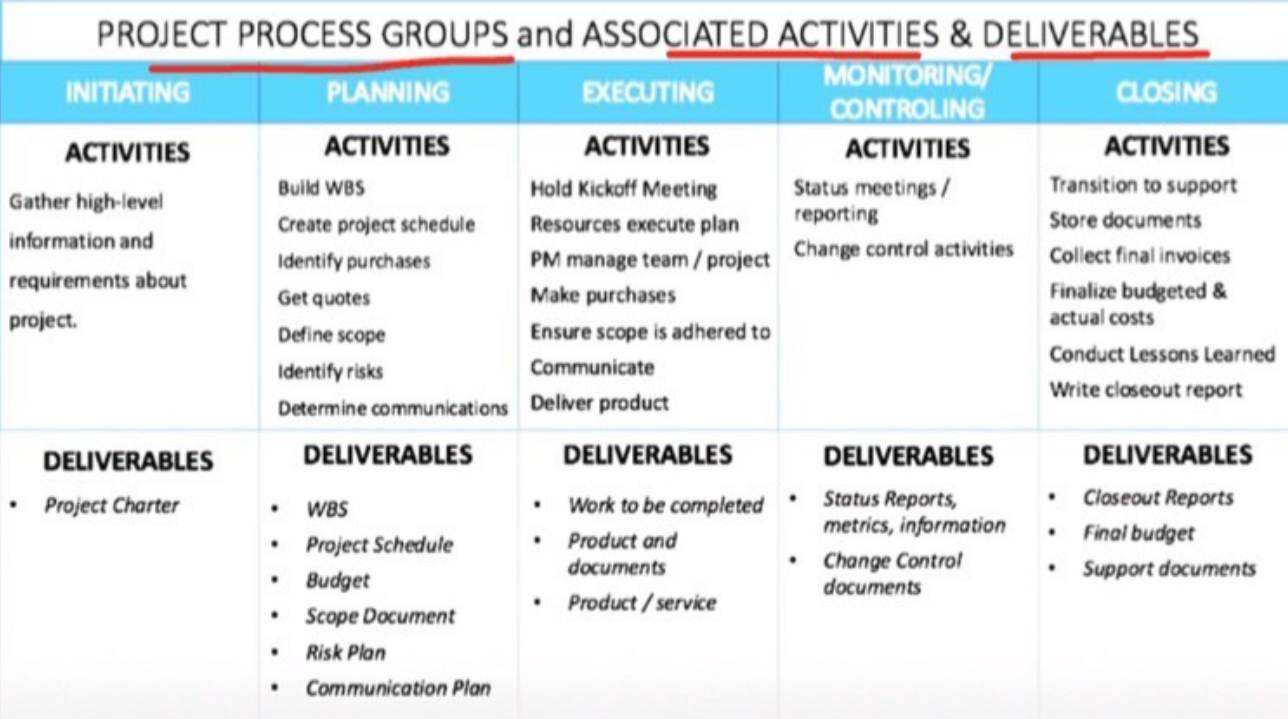 PROJECT PROCESS GROUPS and ASSOCIATED ACTIVITIES & DELIVERABLES
INITIATING
ACTIVITIES
Gather high-level
information and
requirements about
project.
DELIVERABLES
• Project Charter
PLANNING
ACTIVITIES
Build WBS
Create project schedule
Identify purchases
Get quotes
Define scope
Identify risks
Determine communications
DELIVERABLES
• WBS
• Project Schedule
• Budget
• Scope Document
• Risk Plan
• Communication Plan
EXECUTING
ACTIVITIES
Hold Kickoff Meeting
Resources execute plan
PM manage team / project
Make purchases
Ensure scope is adhered to
Communicate
Deliver product
DELIVERABLES
• Work to be completed
• Product and
documents
• Product / service
MONITORING/
CONTROLING
ACTIVITIES
Status meetings /
reporting
Change control activities
DELIVERABLES
• Status Reports,
metrics, information
• Change Control
documents
CLOSING
ACTIVITIES
Transition to support
Store documents
Collect final invoices
Finalize budgeted &
actual costs
Conduct Lessons Learned
Write closeout report
DELIVERABLES
• Closeout Reports
• Final budget
• Support documents